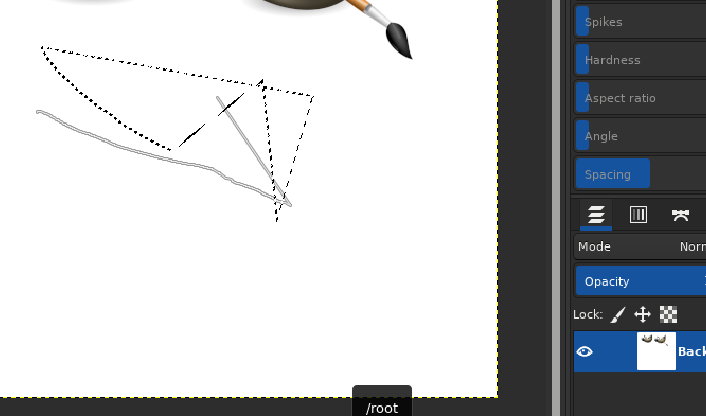 Spikes
Hardness
Aspect ratio
Angle
Spacing
Mode
Opacity
Lock:
/root